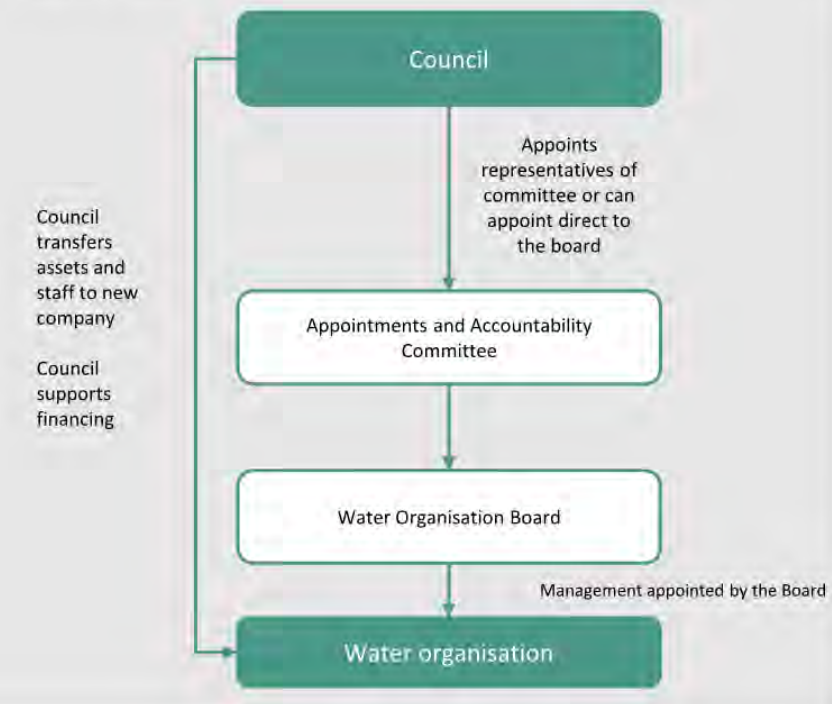 Council
Appoints
representatives of
committee or can
appoint direct to
the board
Council
transfers
assets and
staff to new
company
Council
supports
financing
Appointments and Accountability
Committee
Water Organisation Board
Management appointed by the Board
Water organisation